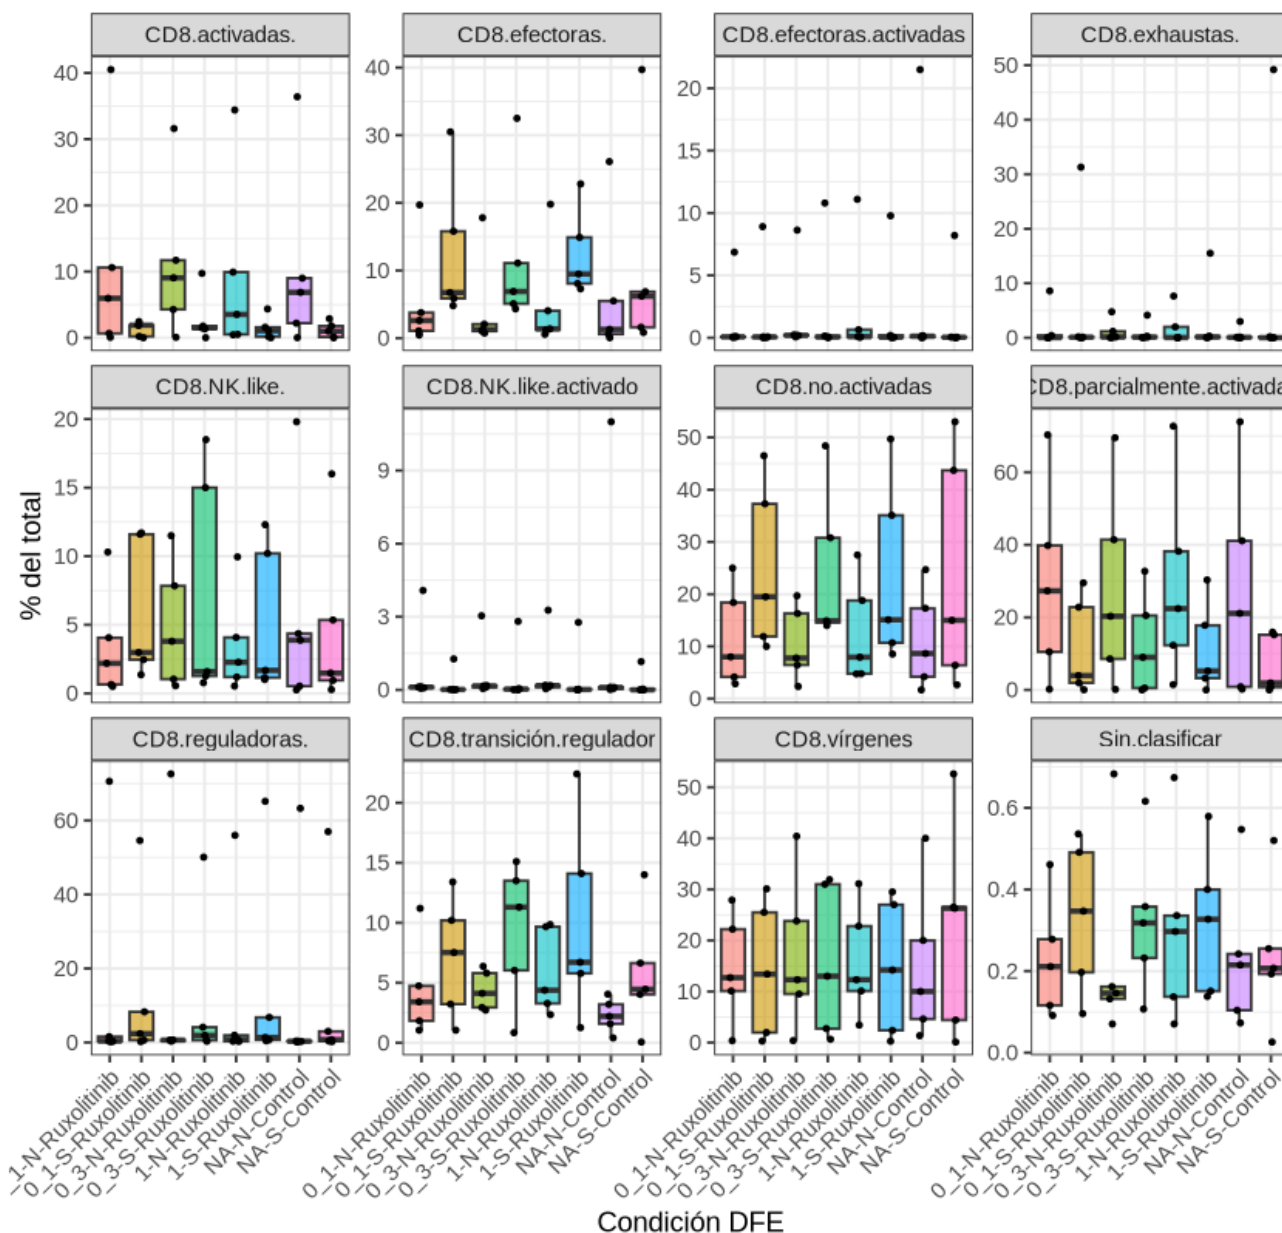 CD8.activadas.
CD8.efectoras.
CD8.efectoras.activadas
CD8.exhaustas.
40
30
20
10
0
40
30
20
10
0
20
15
10
5
0
50
40
30
20
10
0
CD8.NK.like.
CD8.NK.like.activado
CD8.no.activadas
CD8.parcialmente.activada
20
15
10
5
0
9
6
3
0
50
40
30
20
10
0
60
40
20
0
% del total
CD8.reguladoras.
CD8.transición.regulador
CD8.vírgenes
Sin.clasificar
60
40
20
0
20
15
10
5
0
50
40
30
20
10
0
0.6
0.4
0.2
0.0
_1-N-Ruxolitinib
0_1-S-Ruxolitinib
0_3-N-Ruxolitinib
0_3-S-Ruxolitinib
1-N-Ruxolitinib
1-S-Ruxolitinib
NA-N-Control
NA-S-Control
0_1-N-Ruxolitinib
0_1-S-Ruxolitinib
0_3-N-Ruxolitinib
0_3-S-Ruxolitinib
1-N-Ruxolitinib
1-S-Ruxolitinib
NA-N-Control
NA-S-Control
0_1-N-Ruxolitinib
0_1-S-Ruxolitinib
0_3-N-Ruxolitinib
0_3-S-Ruxolitinib
1-N-Ruxolitinib
1-S-Ruxolitinib
NA-N-Control
NA-S-Control
0_1-N-Ruxolitinib
0_1-S-Ruxolitinib
0_3-N-Ruxolitinib
0_3-S-Ruxolitinib
1-N-Ruxolitinib
1-S-Ruxolitinib
NA-N-Control
NA-S-Control
Condición DFE